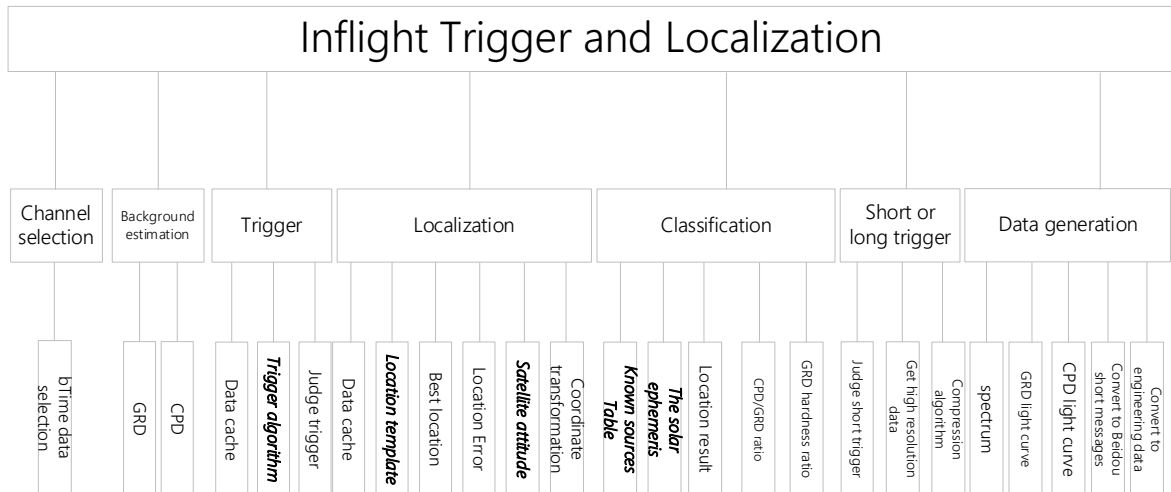 Inflight Trigger and Localization
Channel
selection
Background
estimation
Trigger
Localization
Classification
Short or
long trigger
Data generation
bTime data
selection
GRD
CPD
Data cache
Trigger algorithm
Judge trigger
Data cache
Location template
Best location
Location Error
Satellite attitude
Coordinate
transformation
Known sources
Table
The solar
ephemeris
Location result
CPD/GRD ratio
GRD hardness ratio
Judge short trigger
Get high resolution
data
Compression
algorithm
spectrum
GRD light curve
CPD light curve
Convert to Beidou
short messages
Convert to
engineering data